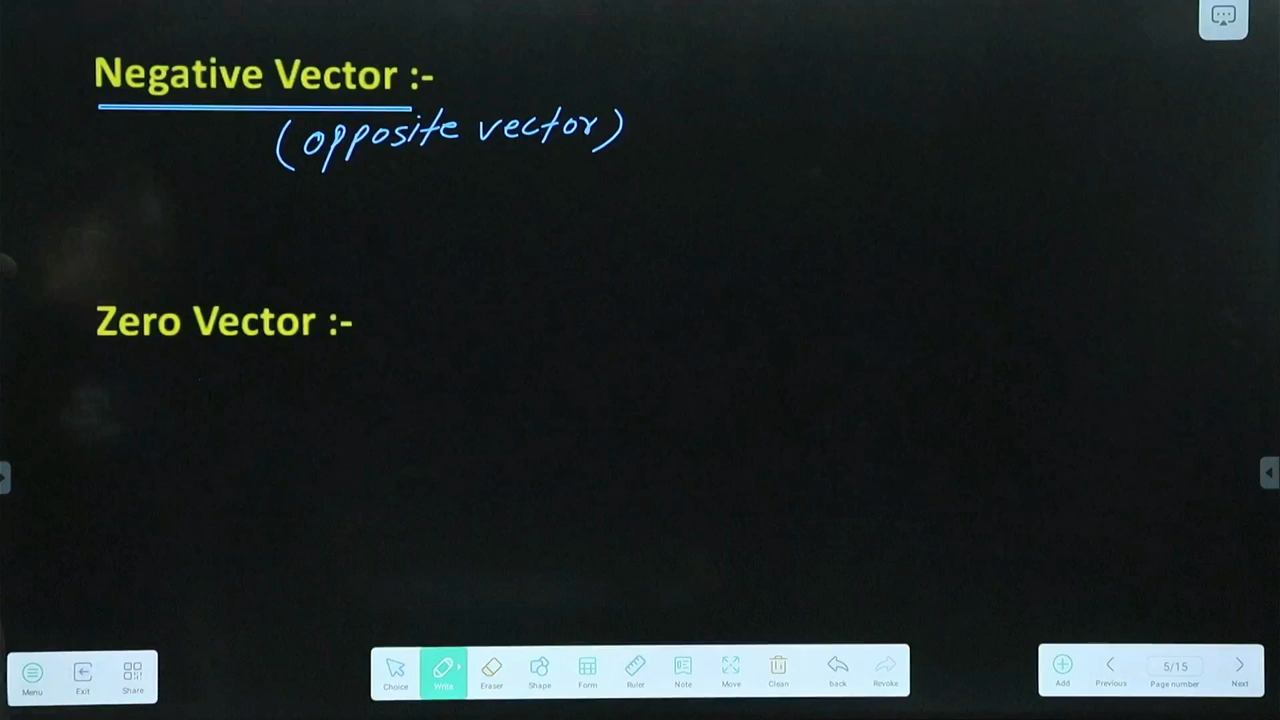 Negative Vector :-
(opposite vector)
Zero Vector :-
Menu Exit Share
Choice Write Eraser Shape Form Ruler Note Move Clean back Revoke
Add Previous 5/15 Page number Next